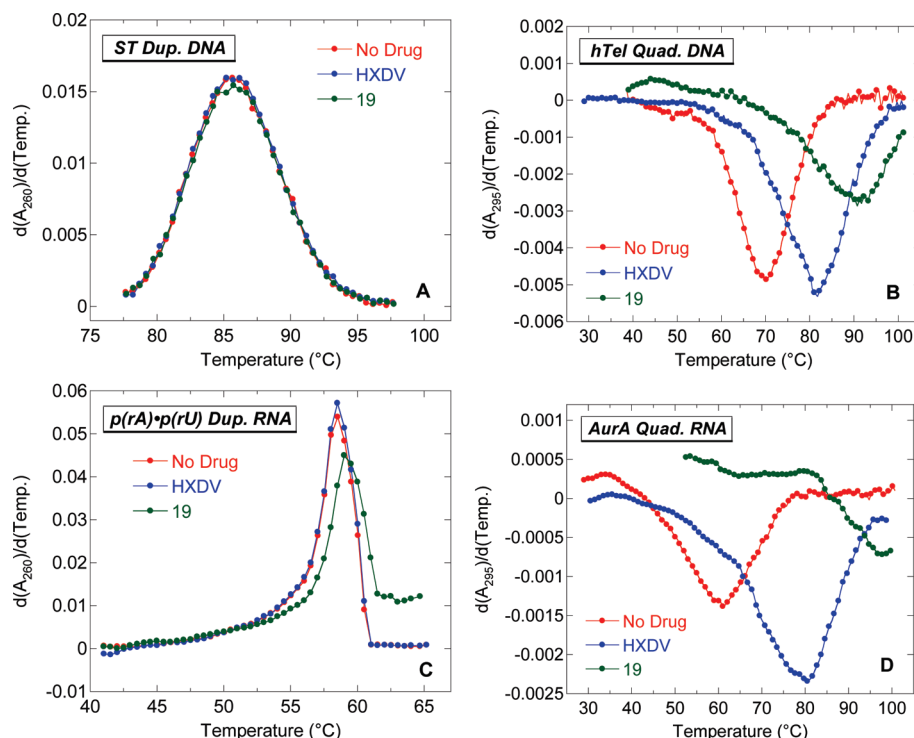 ST Dup. DNA
No Drug
HXDV
19
A
d(A260)/d(Temp.)
0.02
0.015
0.01
0.005
0
75 80 85 90 95 100
Temperature (°C)
hTel Quad. DNA
No Drug
HXDV
19
B
d(A295)/d(Temp.)
0.002
0.001
0
-0.001
-0.002
-0.003
-0.004
-0.005
-0.006
30 40 50 60 70 80 90 100
Temperature (°C)
p(rA)•p(rU) Dup. RNA
No Drug
HXDV
19
C
d(A260)/d(Temp.)
0.06
0.05
0.04
0.03
0.02
0.01
0
-0.01
40 45 50 55 60 65
Temperature (°C)
AurA Quad. RNA
No Drug
HXDV
19
D
d(A295)/d(Temp.)
0.001
0.0005
0
-0.0005
-0.001
-0.0015
-0.002
-0.0025
30 40 50 60 70 80 90 100
Temperature (°C)